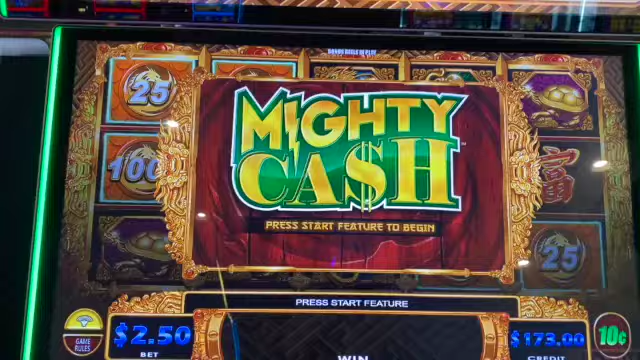 25
MIGHTY
CA$H
PRESS START FEATURE TO BEGIN
100
25
PRESS START FEATURE
GAME
RULES
$2.50
BET
WIN
$173.00
CREDIT
10¢